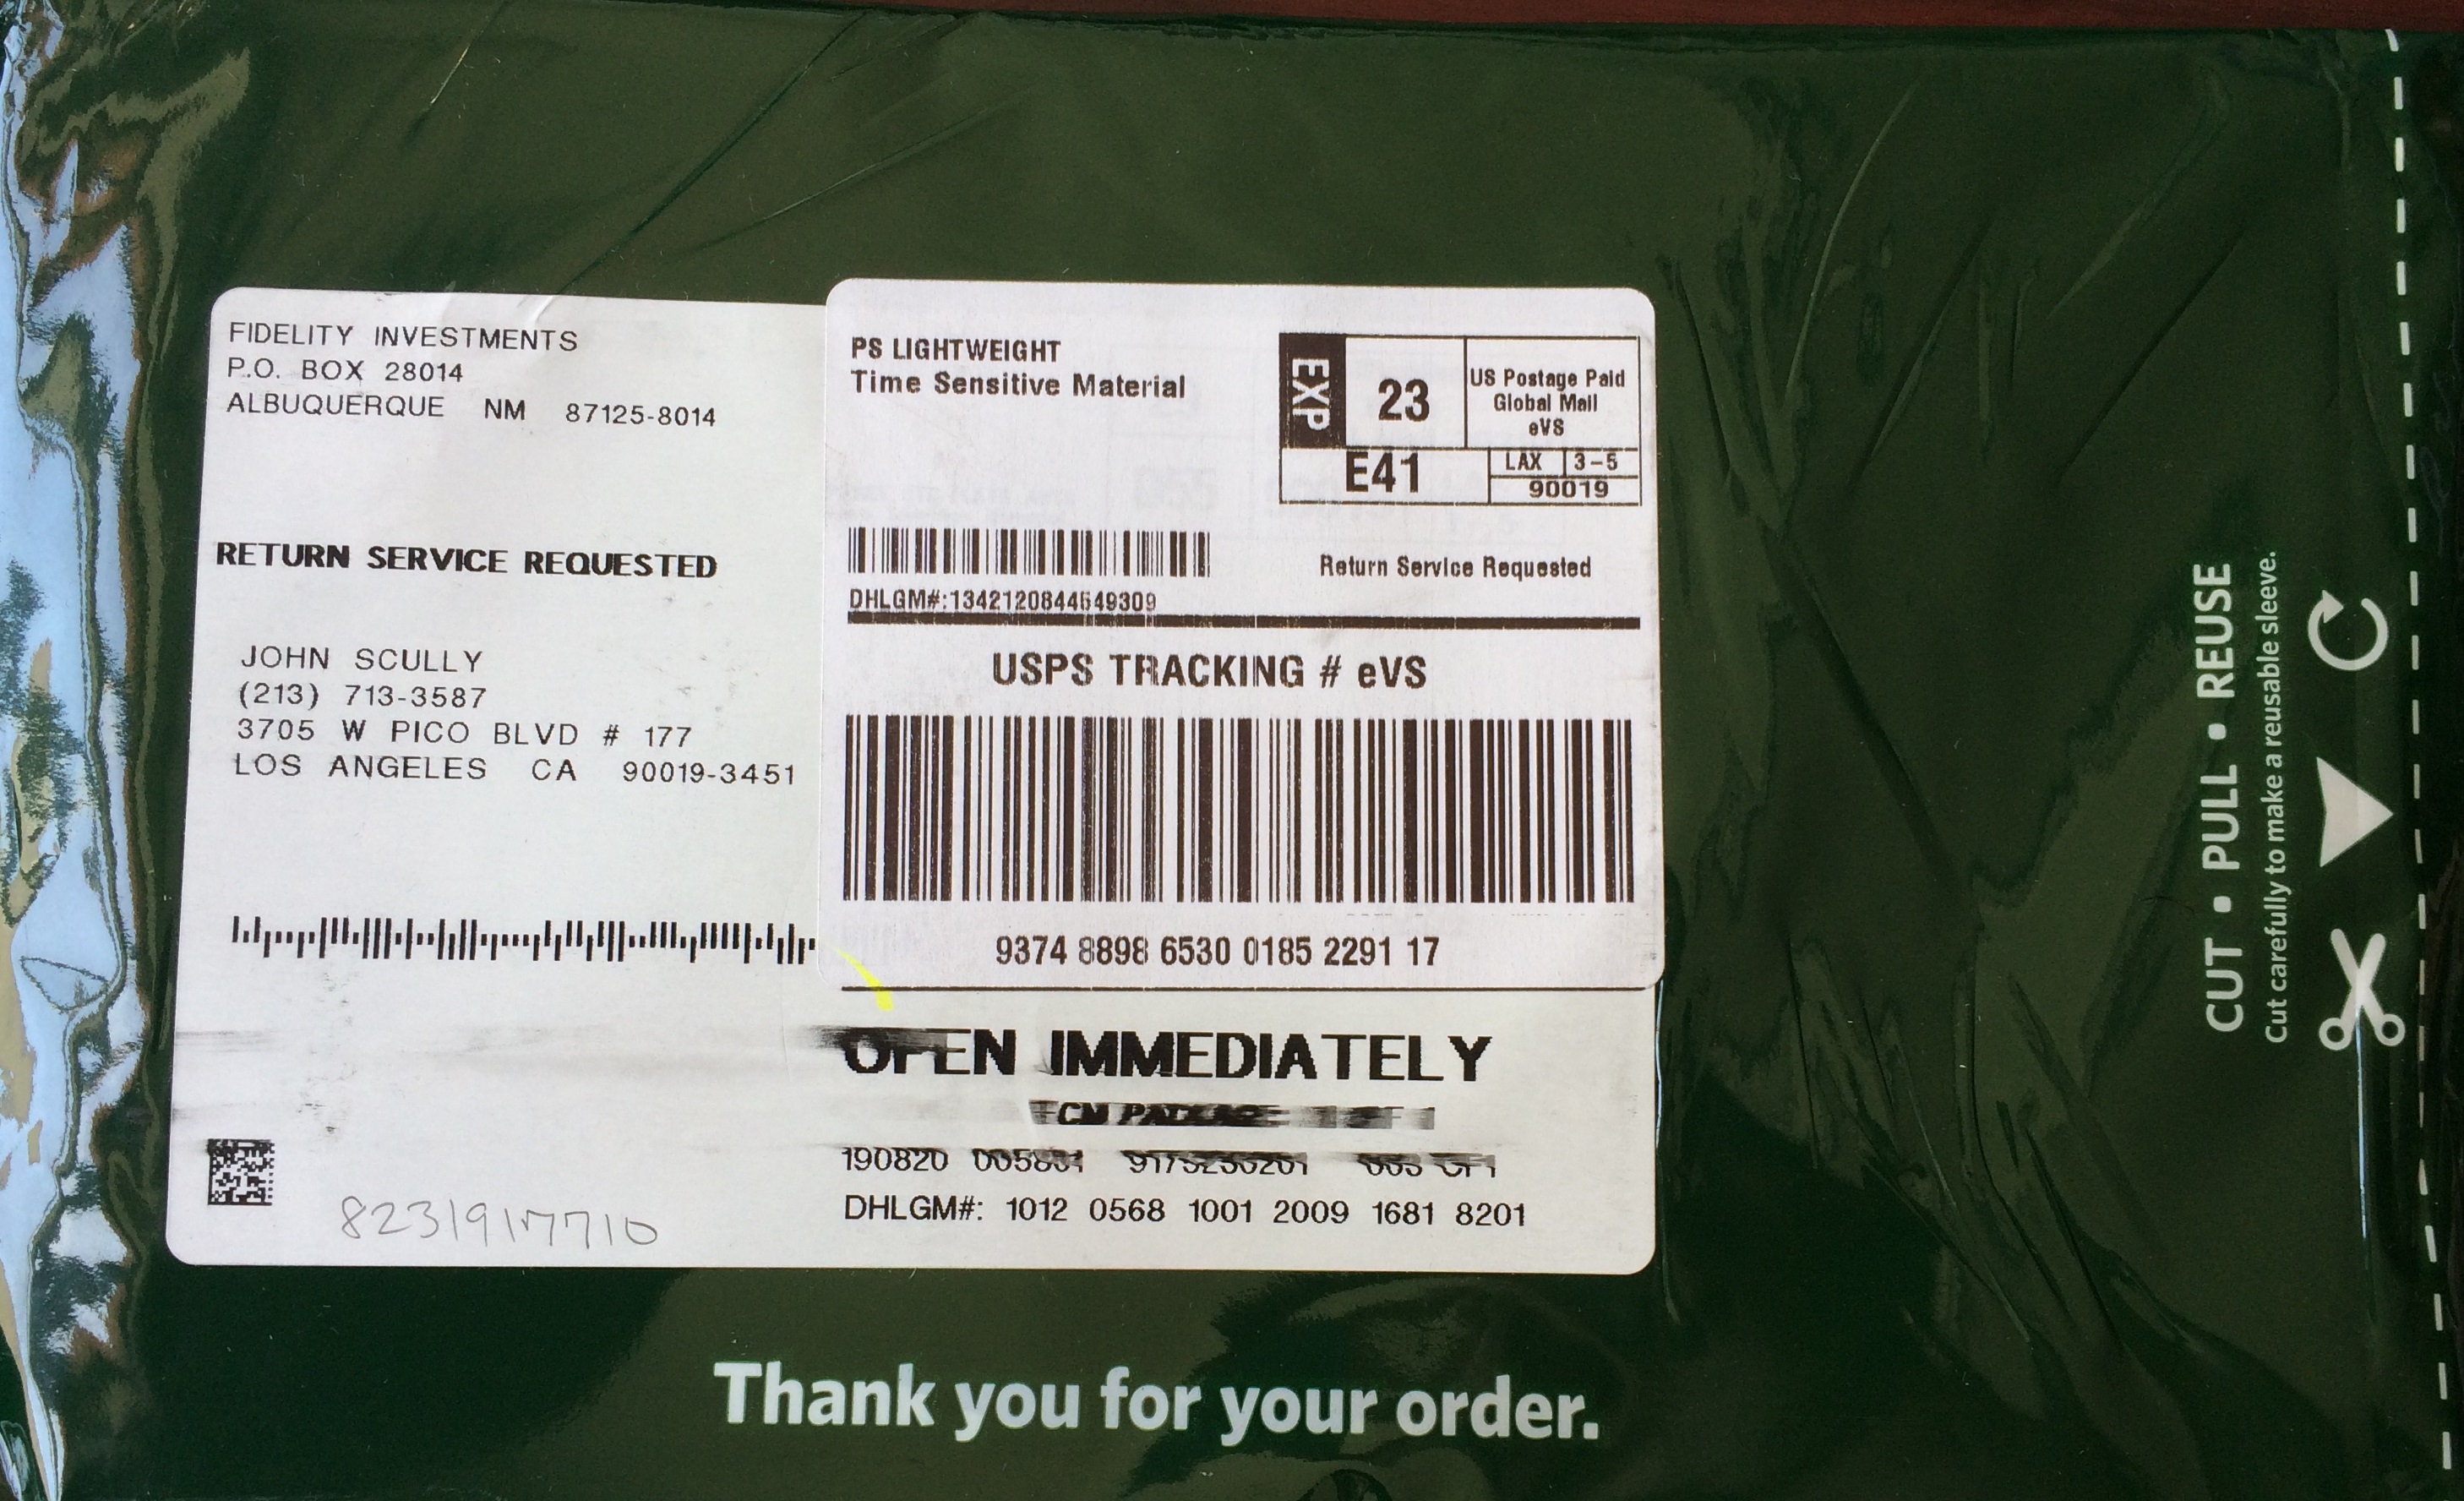 FIDELITY INVESTMENTS
P.O. BOX 28014
ALBUQUERQUE NM 87125-8014
RETURN SERVICE REQUESTED
JOHN SCULLY
(213) 713-3587
3705 W PICO BLVD # 177
LOS ANGELES CA 90019-3451
8231917710
PS LIGHTWEIGHT
Time Sensitive Material
EXP
23
US Postage Paid
Global Mail
eVS
E41
LAX 3-5
90019
Return Service Requested
DHLGM#:1342120844649309
USPS TRACKING # eVS
9374 8898 6530 0185 2291 17
OPEN IMMEDIATELY
190820
DHLGM#: 1012 0568 1001 2009 1681 8201
Thank you for your order.
CUT • PULL • REUSE
Cut carefully to make a reusable sleeve.